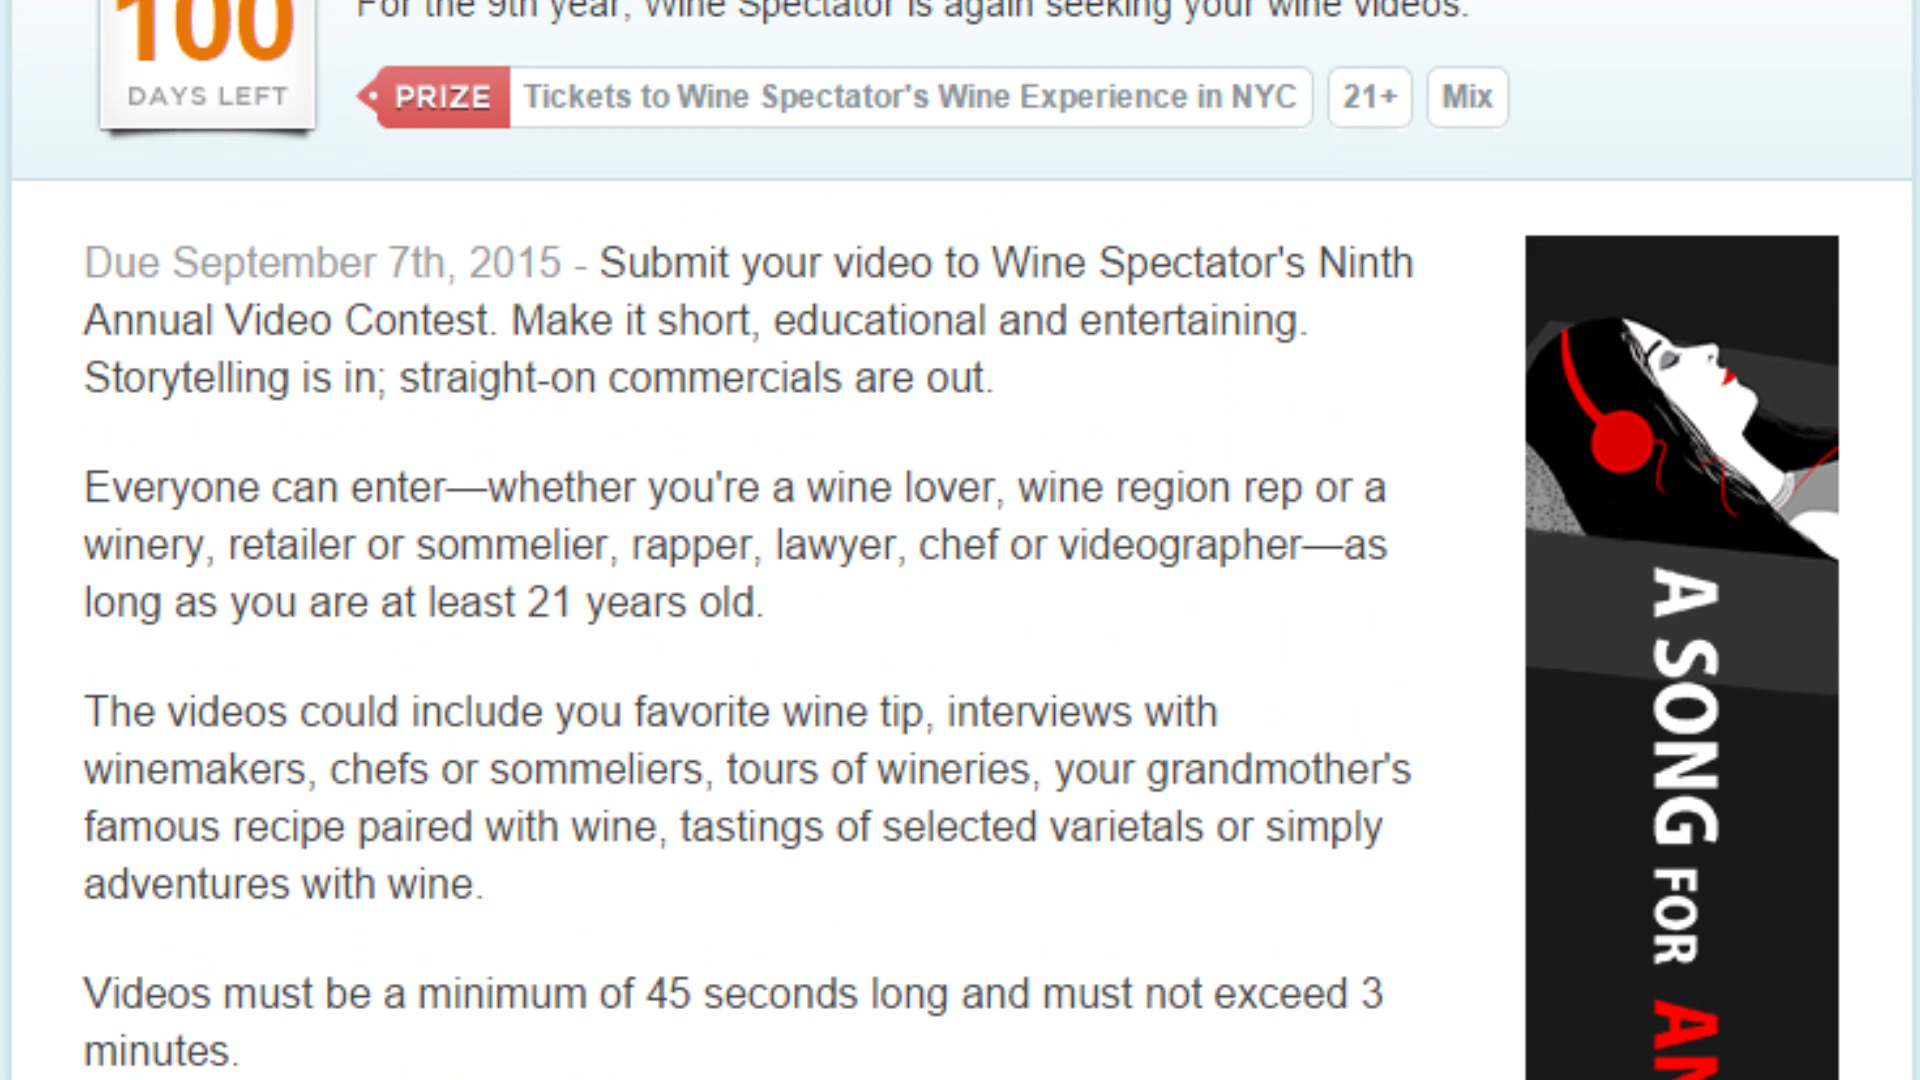 100
DAYS LEFT
For the 9th year, Wine Spectator is again seeking your wine videos.
PRIZE Tickets to Wine Spectator's Wine Experience in NYC 21+ Mix
Due September 7th, 2015 - Submit your video to Wine Spectator's Ninth
Annual Video Contest. Make it short, educational and entertaining.
Storytelling is in; straight-on commercials are out.
Everyone can enter—whether you're a wine lover, wine region rep or a
winery, retailer or sommelier, rapper, lawyer, chef or videographer—as
long as you are at least 21 years old.
The videos could include you favorite wine tip, interviews with
winemakers, chefs or sommeliers, tours of wineries, your grandmother's
famous recipe paired with wine, tastings of selected varietals or simply
adventures with wine.
Videos must be a minimum of 45 seconds long and must not exceed 3
minutes.
A SONG FOR